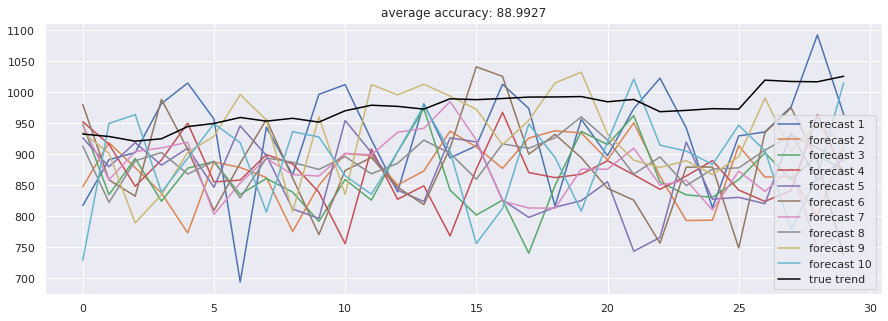 average accuracy: 88.9927
1100
1050
1000
950
900
850
800
750
700
0
5
10
15
20
25
30
forecast 1
forecast 2
forecast 3
forecast 4
forecast 5
forecast 6
forecast 7
forecast 8
forecast 9
forecast 10
true trend